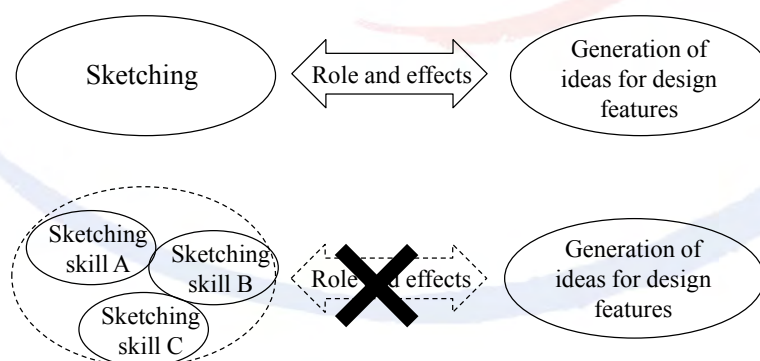 Sketching
Role and effects
Generation of
ideas for design
features
Sketching
skill A
Sketching
skill B
Sketching
skill C
Role and effects
Generation of
ideas for design
features